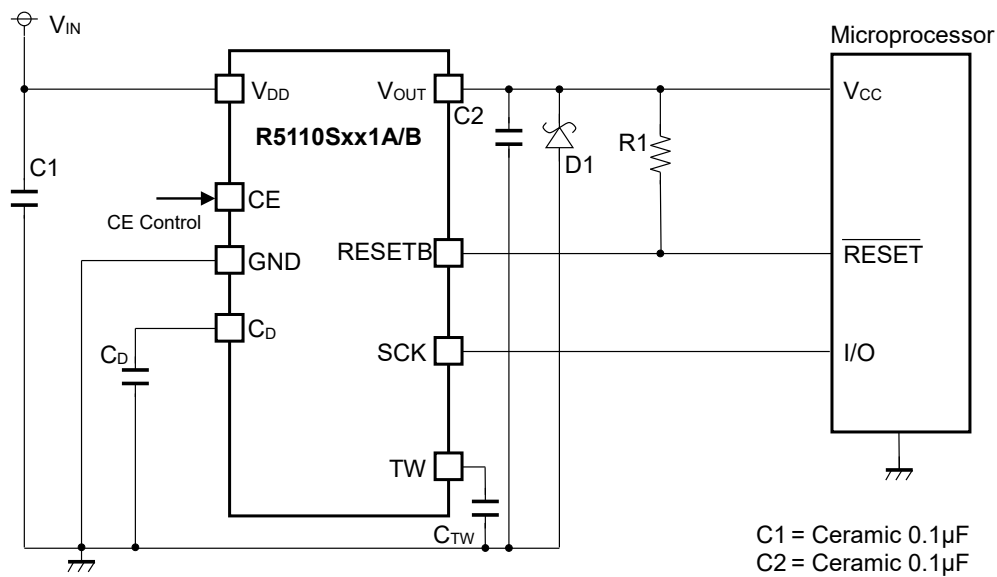 VIN
Microprocessor
VDD
VOUT
VCC
C2
R5110Sxx1A/B
R1
D1
C1
CE
CE Control
RESETB
RESET
GND
CD
CD
SCK
I/O
TW
CTW
C1 = Ceramic 0.1μF
C2 = Ceramic 0.1μF